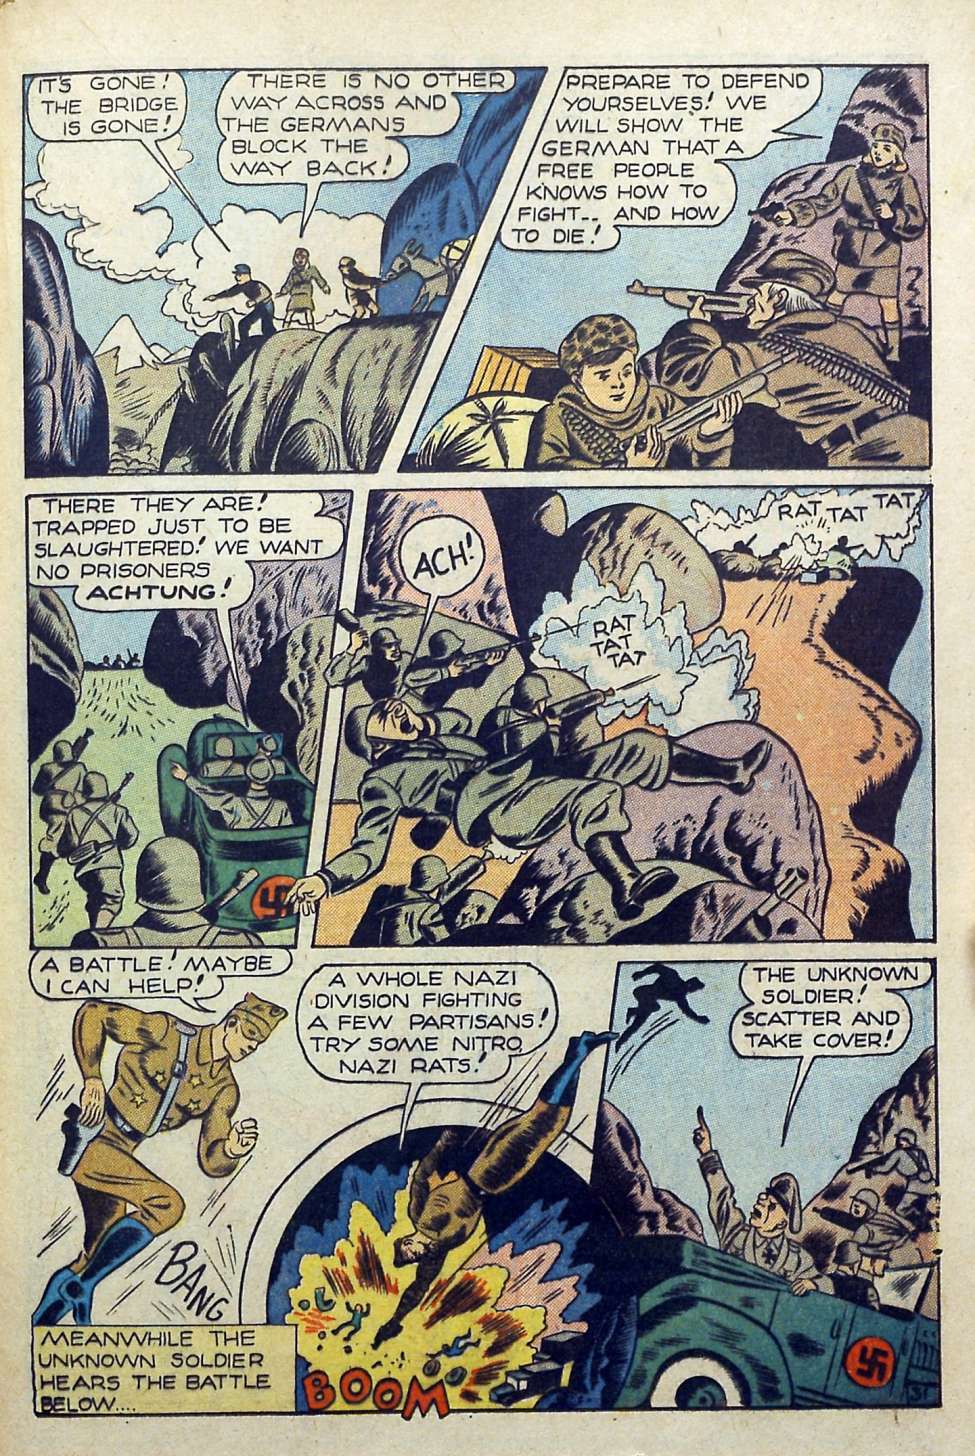 IT'S GONE!
THE BRIDGE
IS GONE!
THERE IS NO OTHER
WAY ACROSS AND
THE GERMANS
BLOCK THE
WAY BACK!
PREPARE TO DEFEND
YOURSELVES! WE
WILL SHOW THE
GERMAN THAT A
FREE PEOPLE
KNOWS HOW TO
FIGHT-- AND HOW
TO DIE!
THERE THEY ARE!
TRAPPED JUST TO BE
SLAUGHTERED! WE WANT
NO PRISONERS
ACHTUNG!
ACH!
RAT
TAT
TAT
RAT TAT TAT
A BATTLE! MAYBE
I CAN HELP!
BANG
MEANWHILE THE
UNKNOWN SOLDIER
HEARS THE BATTLE
BELOW....
A WHOLE NAZI
DIVISION FIGHTING
A FEW PARTISANS!
TRY SOME NITRO,
NAZI RATS!
BOOM
THE UNKNOWN
SOLDIER!
SCATTER AND
TAKE COVER!